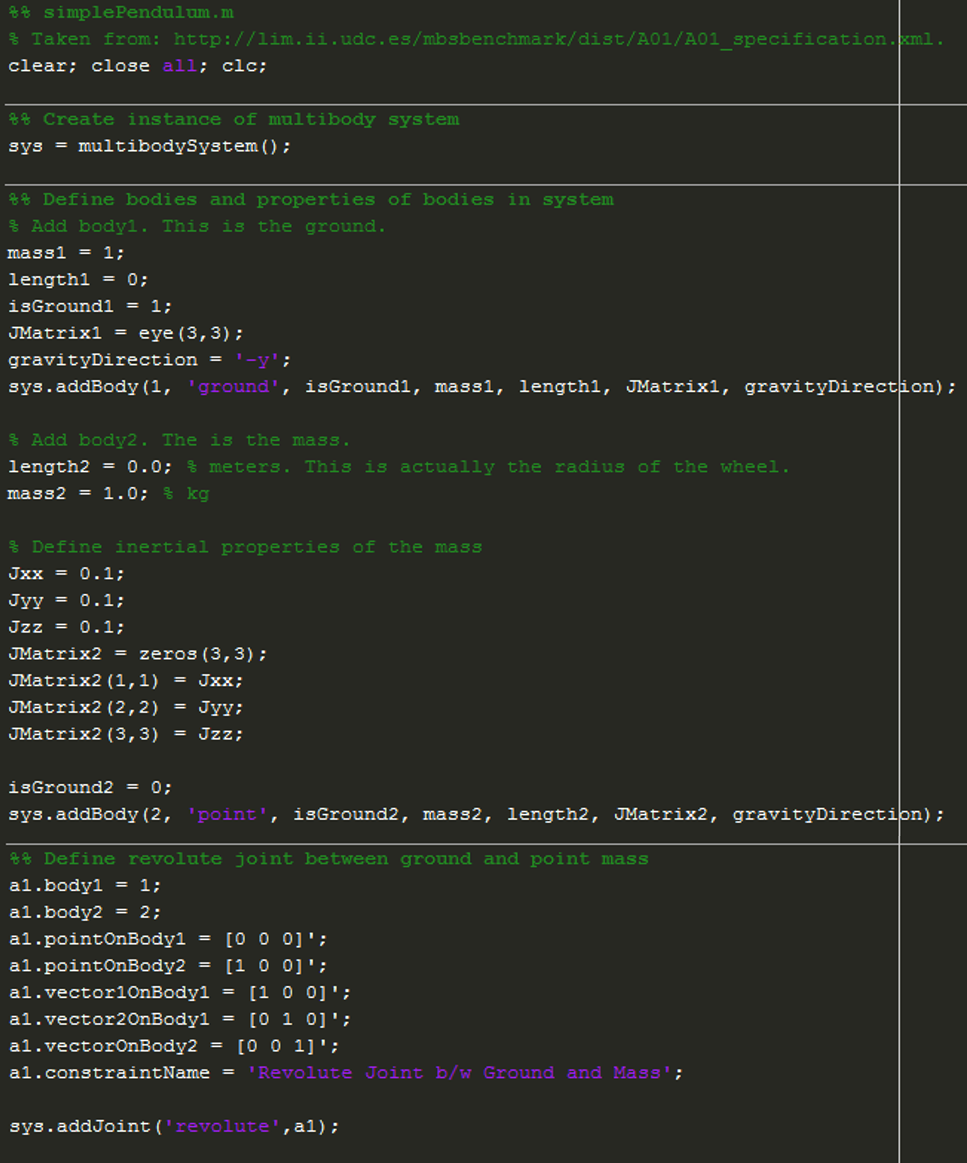 %% simplePendulum.m
% Taken from: http://lim.ii.udc.es/mbsbenchmark/dist/A01/A01_specification.xml.
clear; close all; clc;
%% Create instance of multibody system
sys = multibodySystem();
%% Define bodies and properties of bodies in system
% Add body1. This is the ground.
mass1 = 1;
length1 = 0;
isGround1 = 1;
JMatrix1 = eye(3,3);
gravityDirection = '-y';
sys.addBody(1, 'ground', isGround1, mass1, length1, JMatrix1, gravityDirection);
% Add body2. The is the mass.
length2 = 0.0; % meters. This is actually the radius of the wheel.
mass2 = 1.0; % kg
% Define inertial properties of the mass
Jxx = 0.1;
Jyy = 0.1;
Jzz = 0.1;
JMatrix2 = zeros(3,3);
JMatrix2(1,1) = Jxx;
JMatrix2(2,2) = Jyy;
JMatrix2(3,3) = Jzz;
isGround2 = 0;
sys.addBody(2, 'point', isGround2, mass2, length2, JMatrix2, gravityDirection);
%% Define revolute joint between ground and point mass
a1.body1 = 1;
a1.body2 = 2;
a1.pointOnBody1 = [0 0 0]';
a1.pointOnBody2 = [1 0 0]';
a1.vector1OnBody1 = [1 0 0]';
a1.vector2OnBody1 = [0 1 0]';
a1.vectorOnBody2 = [0 0 1]';
a1.constraintName = 'Revolute Joint b/w Ground and Mass';
sys.addJoint('revolute',a1);